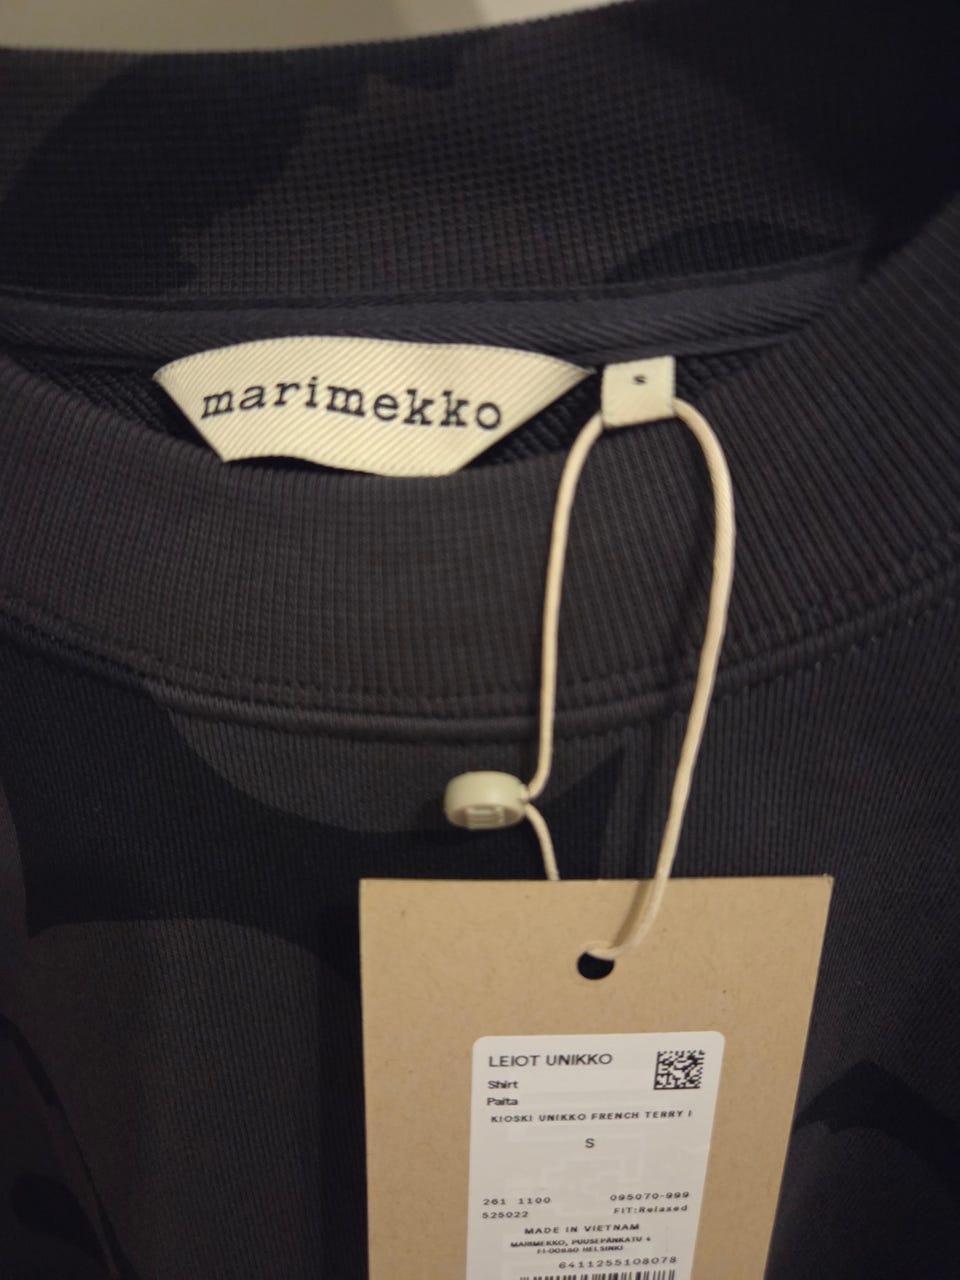 marimekko
S
LEIOT UNIKKO
Shirt
Paita
KIOSKI UNIKKO FRENCH TERRY I
S
261 1100 095070-999
525022 FIT:Relaxed
MADE IN VIETNAM
MARIMEKKO, PUUSEPÄNKATU 4
FI-00880 HELSINKI
6411255108078